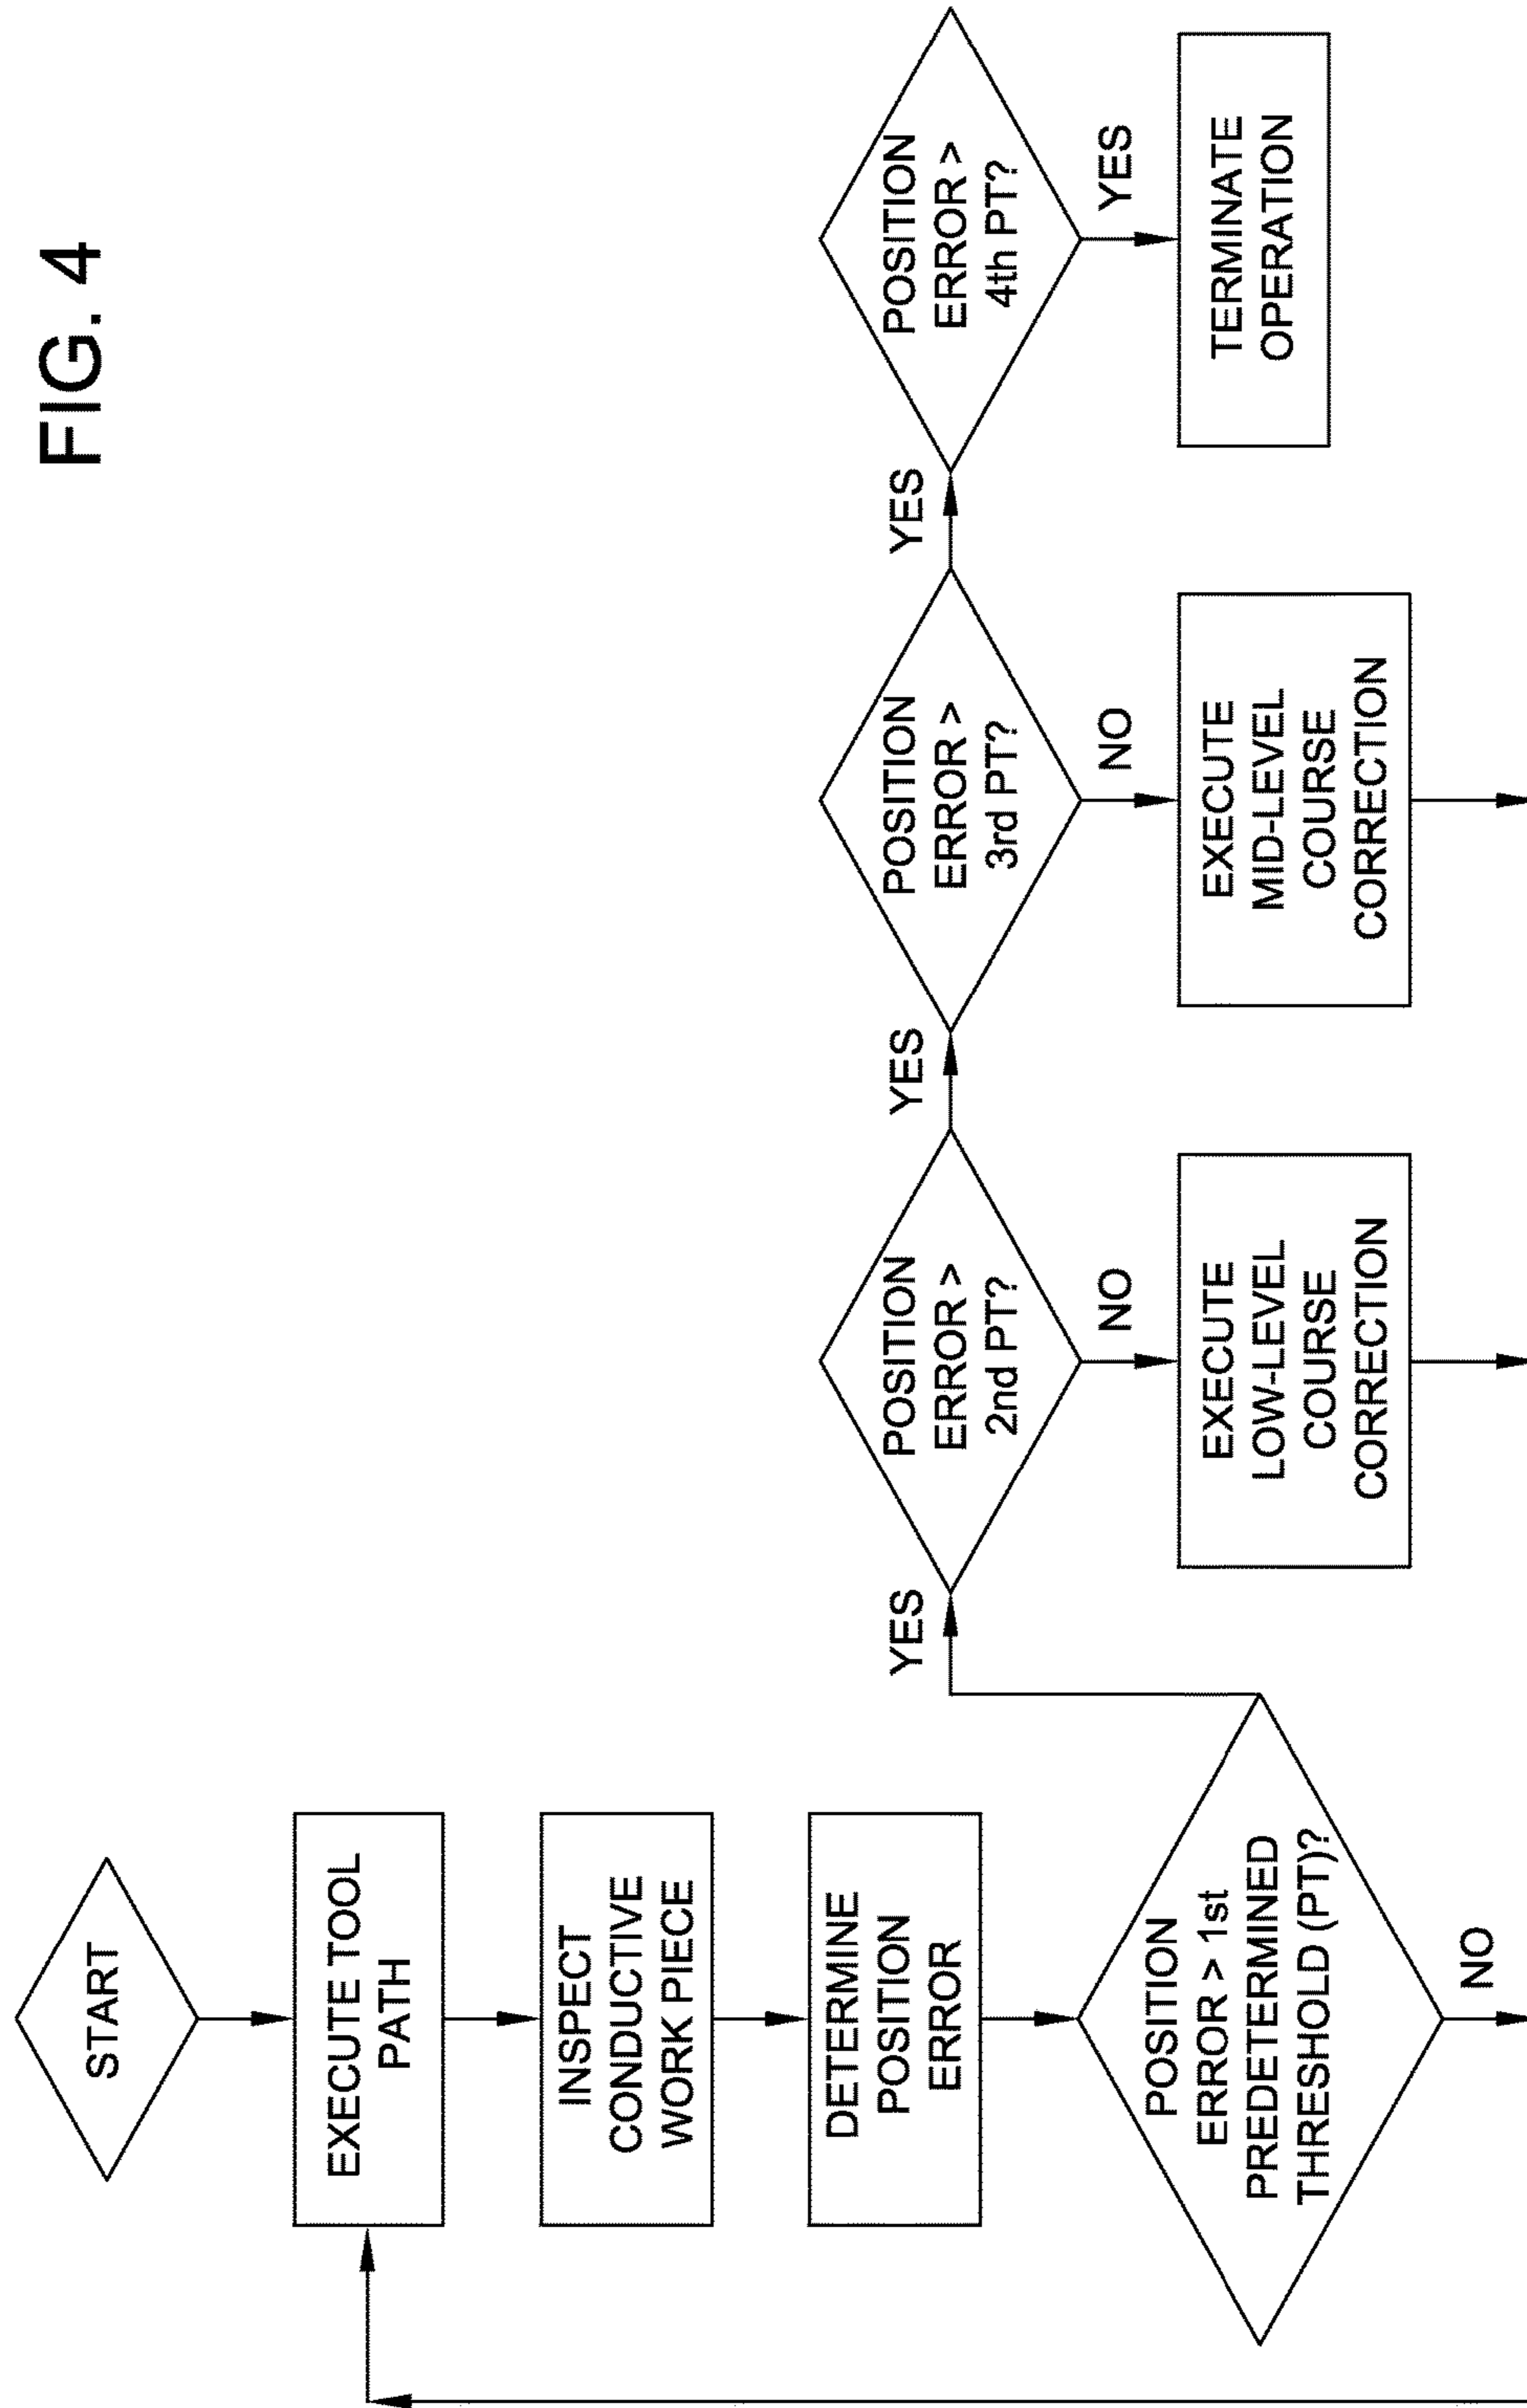 FIG. 4
START
EXECUTE TOOL
PATH
INSPECT
CONDUCTIVE
WORK PIECE
DETERMINE
POSITION
ERROR
POSITION
ERROR > 1st
PREDETERMINED
THRESHOLD (PT)?
NO
YES
POSITION
ERROR >
2nd PT?
NO
EXECUTE
LOW-LEVEL
COURSE
CORRECTION
YES
POSITION
ERROR >
3rd PT?
NO
EXECUTE
MID-LEVEL
COURSE
CORRECTION
YES
POSITION
ERROR >
4th PT?
YES
TERMINATE
OPERATION